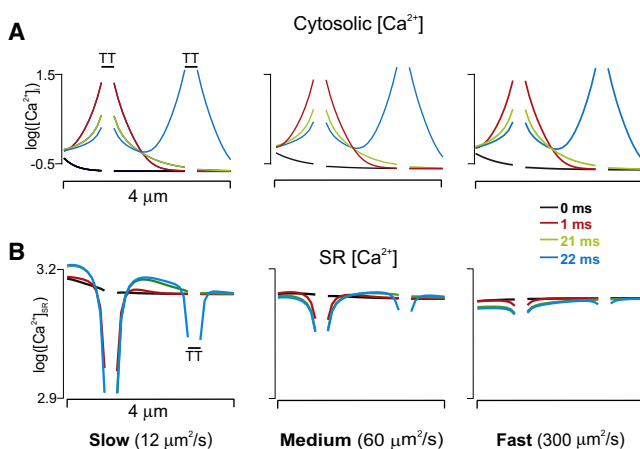 A
Cytosolic [Ca²⁺]
TT
TT
1.5
log([Ca²⁺]ᵢ)
-0.5
4 μm
0 ms
1 ms
21 ms
22 ms
B
SR [Ca²⁺]
3.2
log([Ca²⁺]SR)
TT
2.9
4 μm
Slow (12 μm²/s)
Medium (60 μm²/s)
Fast (300 μm²/s)